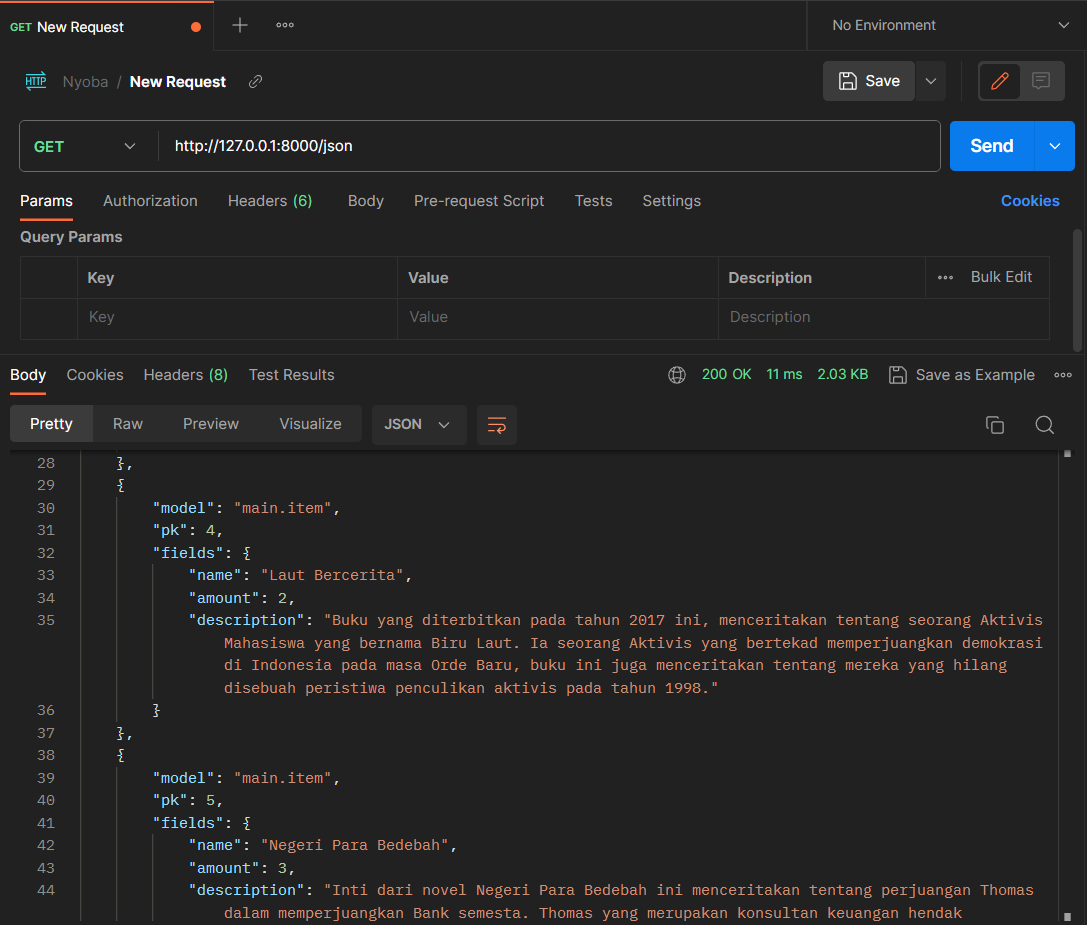 GET New Request
No Environment
HTTP Nyoba / New Request
Save
GET http://127.0.0.1:8000/json Send
Params Authorization Headers (6) Body Pre-request Script Tests Settings Cookies
Query Params
Key Value Description Bulk Edit
Key Value Description
Body Cookies Headers (8) Test Results 200 OK 11 ms 2.03 KB Save as Example
Pretty Raw Preview Visualize JSON
28 },
29 {
30 "model": "main.item",
31 "pk": 4,
32 "fields": {
33 "name": "Laut Bercerita",
34 "amount": 2,
35 "description": "Buku yang diterbitkan pada tahun 2017 ini, menceritakan tentang seorang Aktivis
Mahasiswa yang bernama Biru Laut. Ia seorang Aktivis yang bertekad memperjuangkan demokrasi
di Indonesia pada masa Orde Baru, buku ini juga menceritakan tentang mereka yang hilang
disebuah peristiwa penculikan aktivis pada tahun 1998."
36 }
37 },
38 {
39 "model": "main.item",
40 "pk": 5,
41 "fields": {
42 "name": "Negeri Para Bedebah",
43 "amount": 3,
44 "description": "Inti dari novel Negeri Para Bedebah ini menceritakan tentang perjuangan Thomas
dalam memperjuangkan Bank semesta. Thomas yang merupakan konsultan keuangan hendak